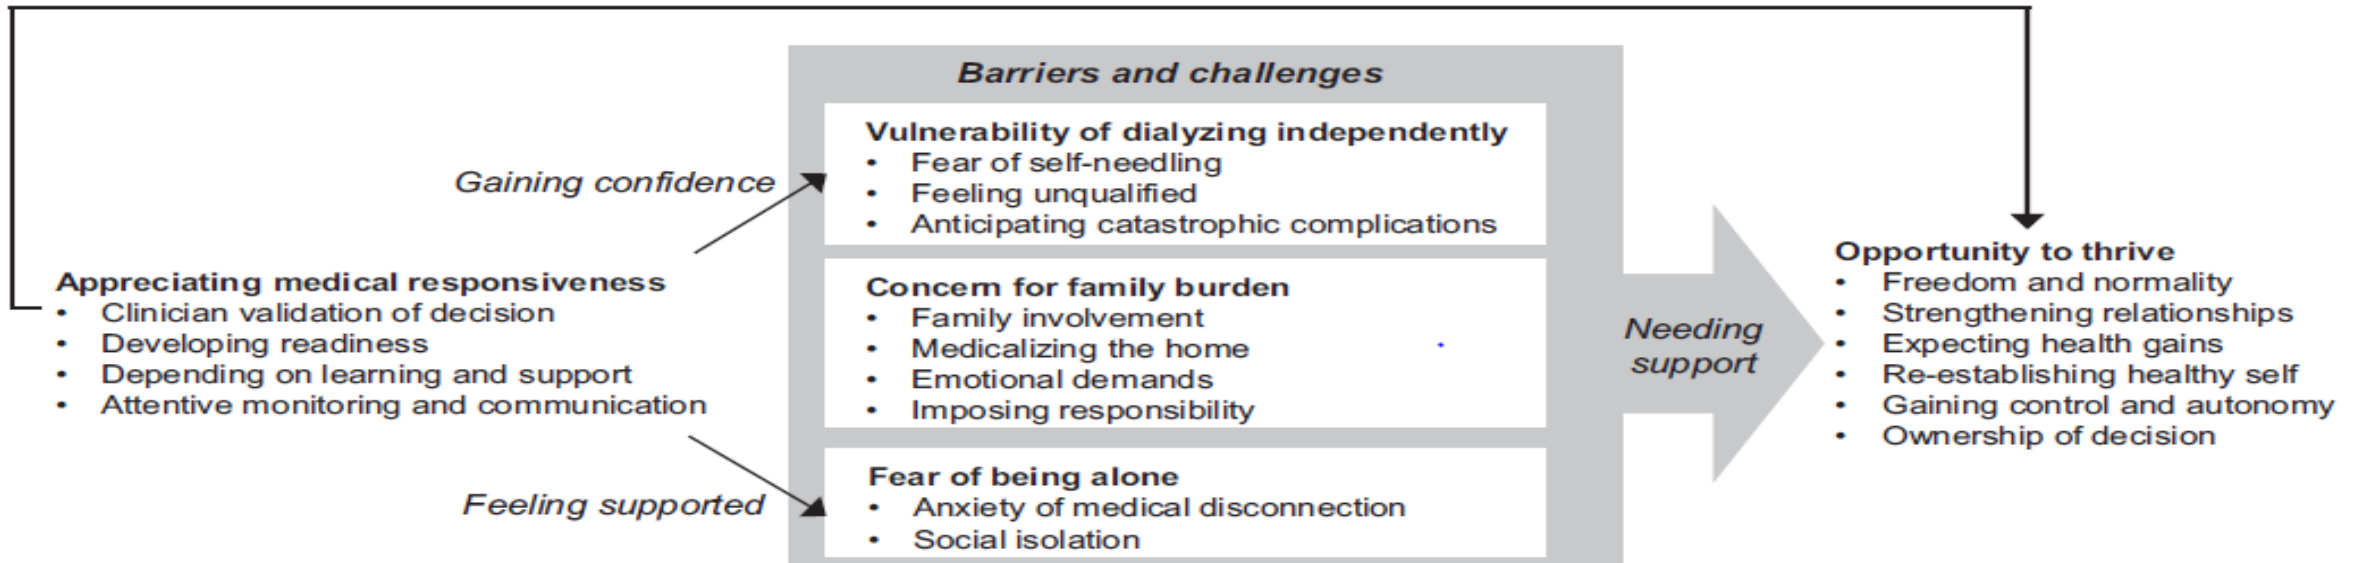 Barriers and challenges
Vulnerability of dialyzing independently
• Fear of self-needling
• Feeling unqualified
• Anticipating catastrophic complications
Gaining confidence
Appreciating medical responsiveness
• Clinician validation of decision
• Developing readiness
• Depending on learning and support
• Attentive monitoring and communication
Concern for family burden
• Family involvement
• Medicalizing the home
• Emotional demands
• Imposing responsibility
Feeling supported
Fear of being alone
• Anxiety of medical disconnection
• Social isolation
Needing
support
Opportunity to thrive
• Freedom and normality
• Strengthening relationships
• Expecting health gains
• Re-establishing healthy self
• Gaining control and autonomy
• Ownership of decision